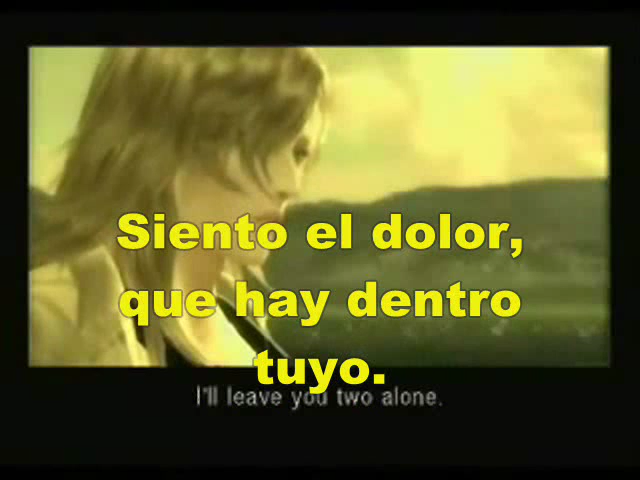 Siento el dolor,
que hay dentro
tuyo.
I'll leave you two alone.